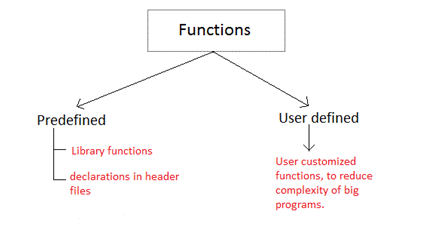 Functions
Predefined
User defined
Library functions
declarations in header
files
User customized
functions, to reduce
complexity of big
programs.